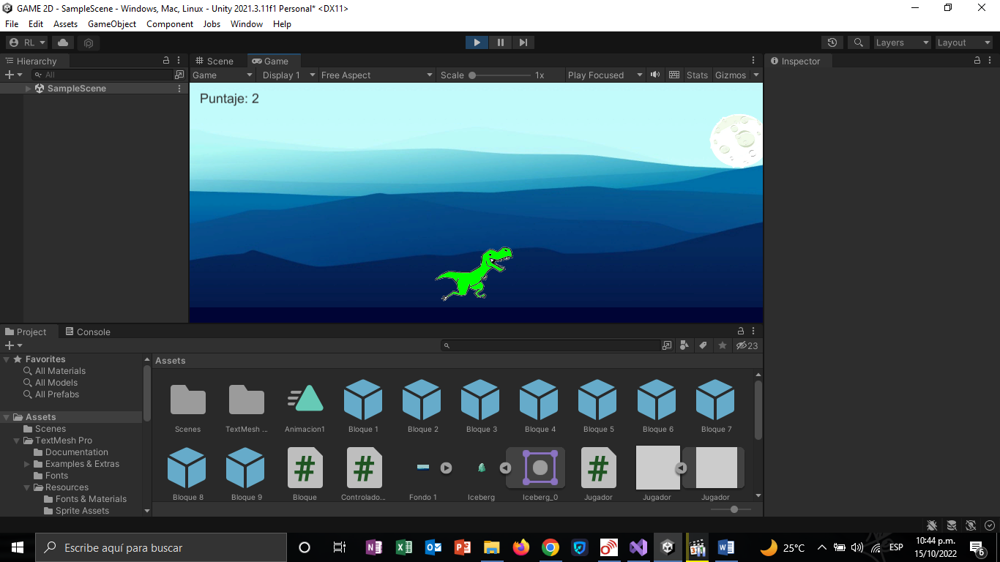 GAME 2D - SampleScene - Windows, Mac, Linux - Unity 2021.3.11f1 Personal* <DX11>
File Edit Assets GameObject Component Jobs Window Help
RL Layers Layout
Hierarchy
All
SampleScene
Scene Game
Game Display 1 Free Aspect Scale 1x Play Focused Stats Gizmos
Puntaje: 2
Inspector
Project Console
23
Favorites
All Materials
All Models
All Prefabs
Assets
Scenes
TextMesh Pro
Documentation
Examples & Extras
Fonts
Resources
Fonts & Materials
Sprite Assets
Assets
Scenes TextMesh ... Animacion1 Bloque 1 Bloque 2 Bloque 3 Bloque 4 Bloque 5 Bloque 6 Bloque 7
Bloque 8 Bloque 9 Bloque Controlado... Fondo 1 Iceberg Iceberg_0 Jugador Jugador Jugador
Escribe aquí para buscar
25°C
ESP
10:44 p.m.
15/10/2022
6